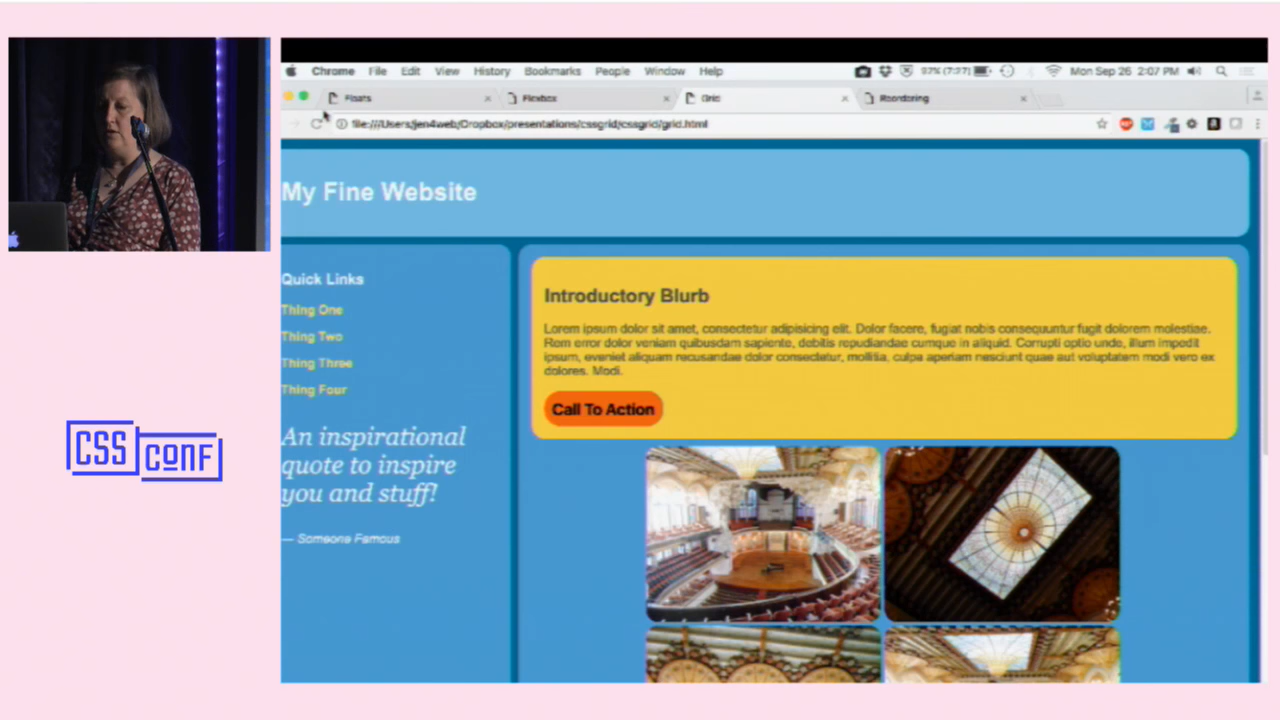 Chrome File Edit View History Bookmarks People Window Help 97% (7:27) Mon Sep 26 2:07 PM
Floats Flexbox Grid Reordering
file:///Users/jen4web/Dropbox/presentations/cssgrid/cssgrid/grid.html
My Fine Website
Quick Links
Thing One
Thing Two
Thing Three
Thing Four
An inspirational
quote to inspire
you and stuff!
— Someone Famous
Introductory Blurb
Lorem ipsum dolor sit amet, consectetur adipisicing elit. Dolor facere, fugiat nobis consequuntur fugit dolorem molestiae.
Rem error dolor veniam quibusdam sapiente, debitis repudiandae cumque in aliquid. Corrupti optio unde, illum impedit
ipsum, eveniet aliquam recusandae dolor consectetur, mollitia, culpa aperiam nesciunt quae aut voluptatem modi vero ex
dolores. Modi.
Call To Action
CSS
CONF